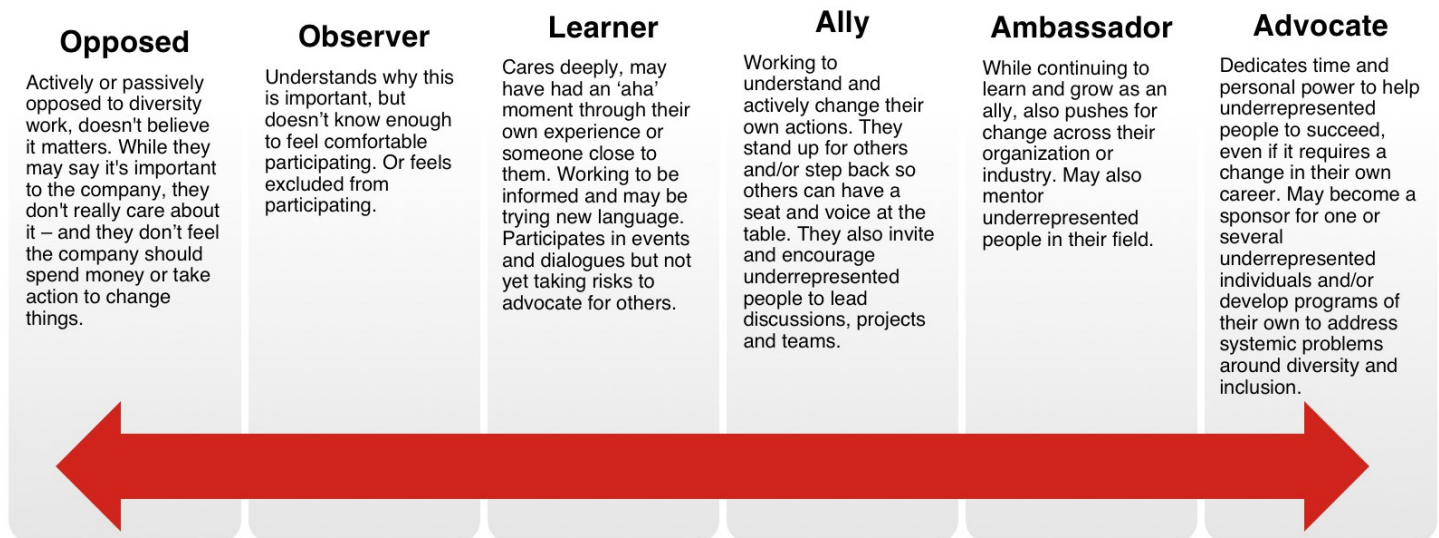 Opposed
Actively or passively
opposed to diversity
work, doesn't believe
it matters. While they
may say it's important
to the company, they
don't really care about
it – and they don’t feel
the company should
spend money or take
action to change
things.
Observer
Understands why this
is important, but
doesn’t know enough
to feel comfortable
participating. Or feels
excluded from
participating.
Learner
Cares deeply, may
have had an ‘aha’
moment through their
own experience or
someone close to
them. Working to be
informed and may be
trying new language.
Participates in events
and dialogues but not
yet taking risks to
advocate for others.
Ally
Working to
understand and
actively change their
own actions. They
stand up for others
and/or step back so
others can have a
seat and voice at the
table. They also invite
and encourage
underrepresented
people to lead
discussions, projects
and teams.
Ambassador
While continuing to
learn and grow as an
ally, also pushes for
change across their
organization or
industry. May also
mentor
underrepresented
people in their field.
Advocate
Dedicates time and
personal power to help
underrepresented
people to succeed,
even if it requires a
change in their own
career. May become a
sponsor for one or
several
underrepresented
individuals and/or
develop programs of
their own to address
systemic problems
around diversity and
inclusion.